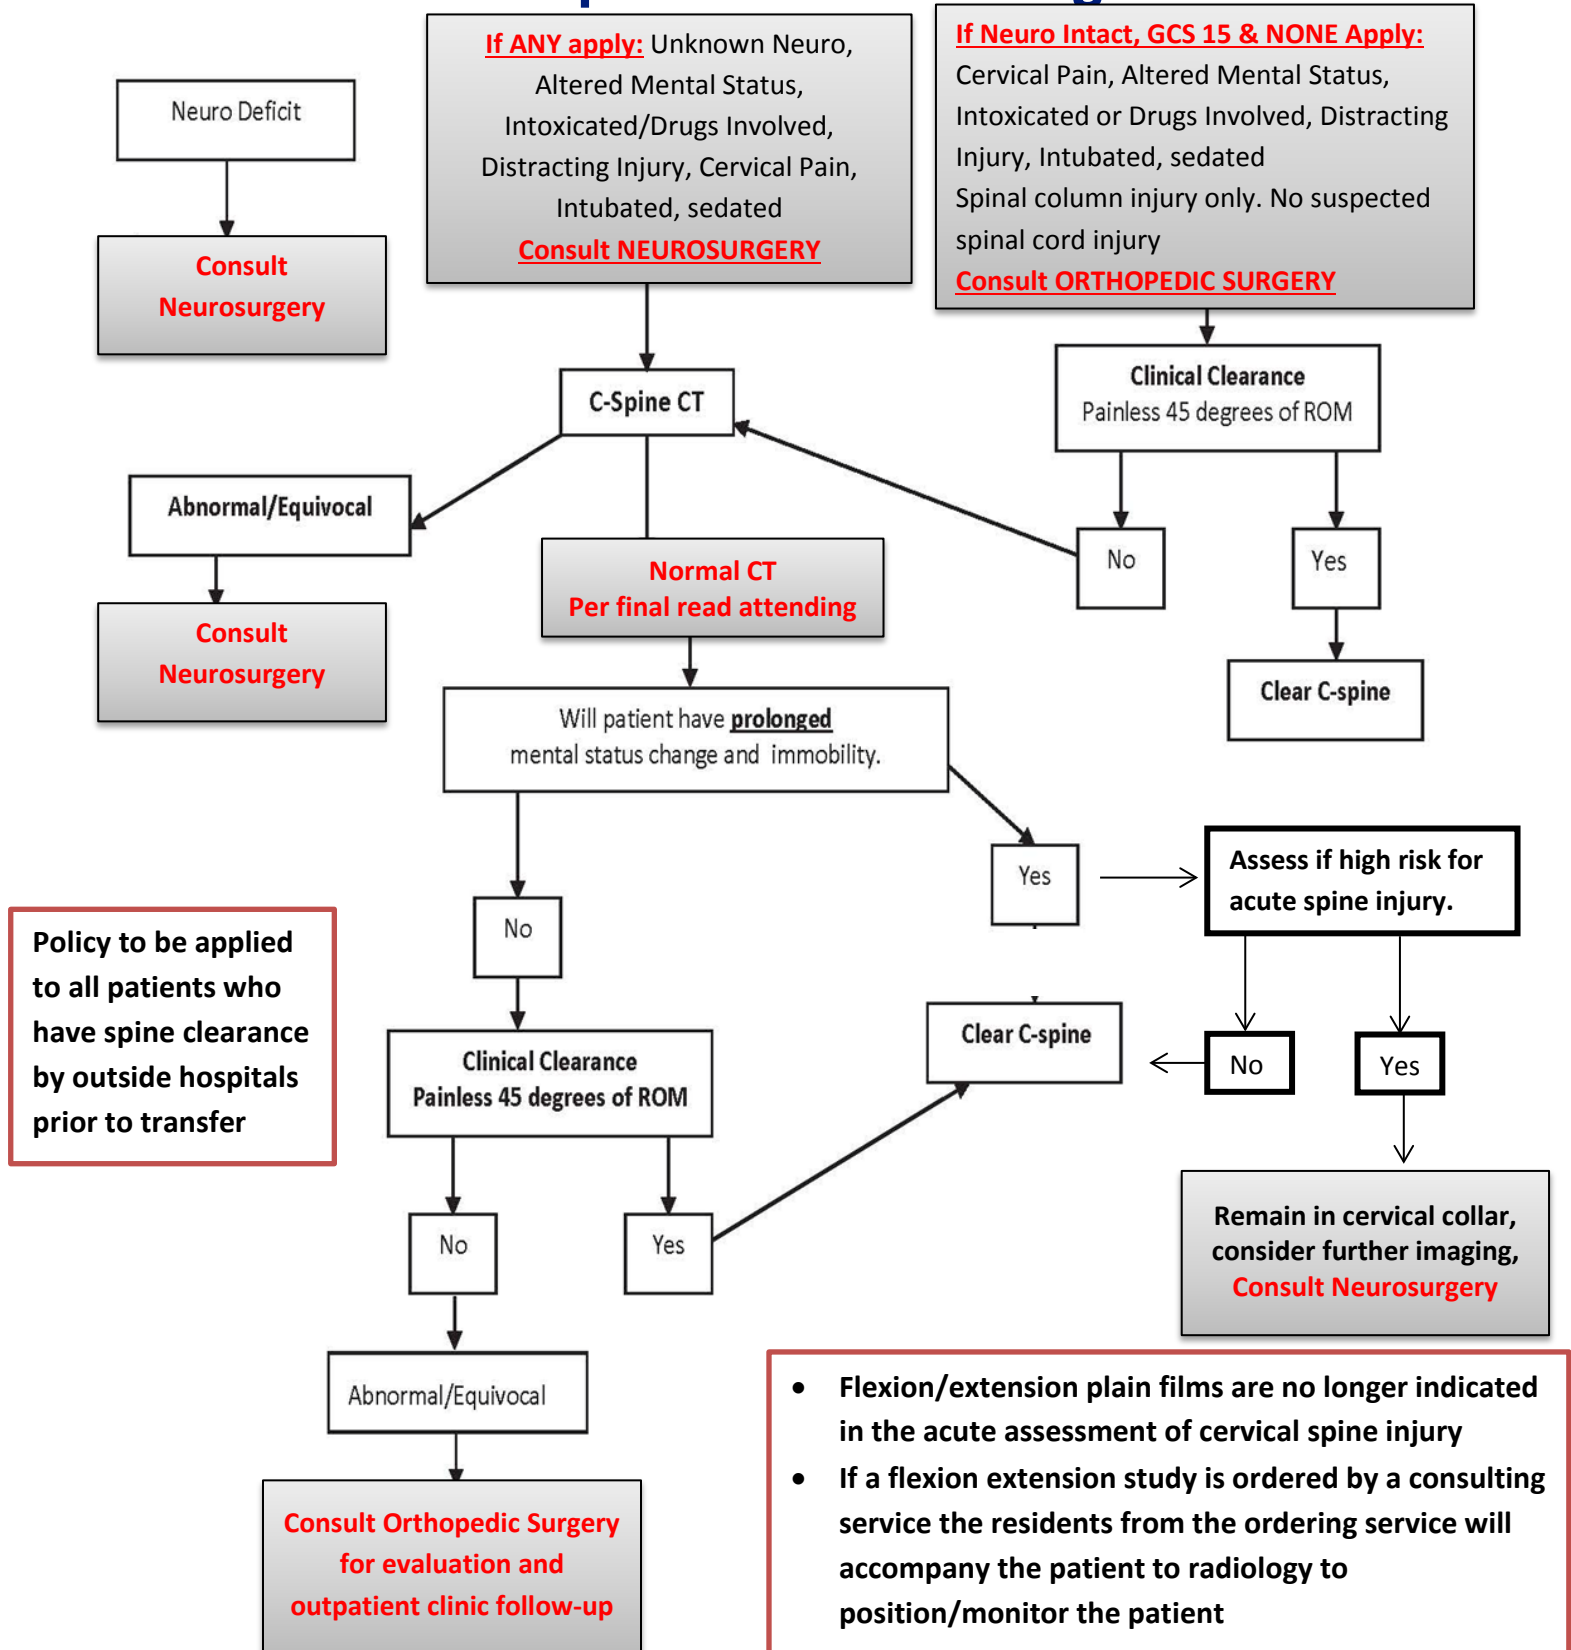 Neuro Deficit
Consult
Neurosurgery
If ANY apply: Unknown Neuro,
Altered Mental Status,
Intoxicated/Drugs Involved,
Distracting Injury, Cervical Pain,
Intubated, sedated
Consult NEUROSURGERY
If Neuro Intact, GCS 15 & NONE Apply:
Cervical Pain, Altered Mental Status,
Intoxicated or Drugs Involved, Distracting
Injury, Intubated, sedated
Spinal column injury only. No suspected
spinal cord injury
Consult ORTHOPEDIC SURGERY
C-Spine CT
Clinical Clearance
Painless 45 degrees of ROM
No
Yes
Clear C-spine
Abnormal/Equivocal
Consult
Neurosurgery
Normal CT
Per final read attending
Will patient have prolonged
mental status change and immobility.
No
Yes
Assess if high risk for
acute spine injury.
No
Yes
Clear C-spine
Remain in cervical collar,
consider further imaging,
Consult Neurosurgery
Policy to be applied
to all patients who
have spine clearance
by outside hospitals
prior to transfer
Clinical Clearance
Painless 45 degrees of ROM
No
Yes
Abnormal/Equivocal
Consult Orthopedic Surgery
for evaluation and
outpatient clinic follow-up
• Flexion/extension plain films are no longer indicated
in the acute assessment of cervical spine injury
• If a flexion extension study is ordered by a consulting
service the residents from the ordering service will
accompany the patient to radiology to
position/monitor the patient